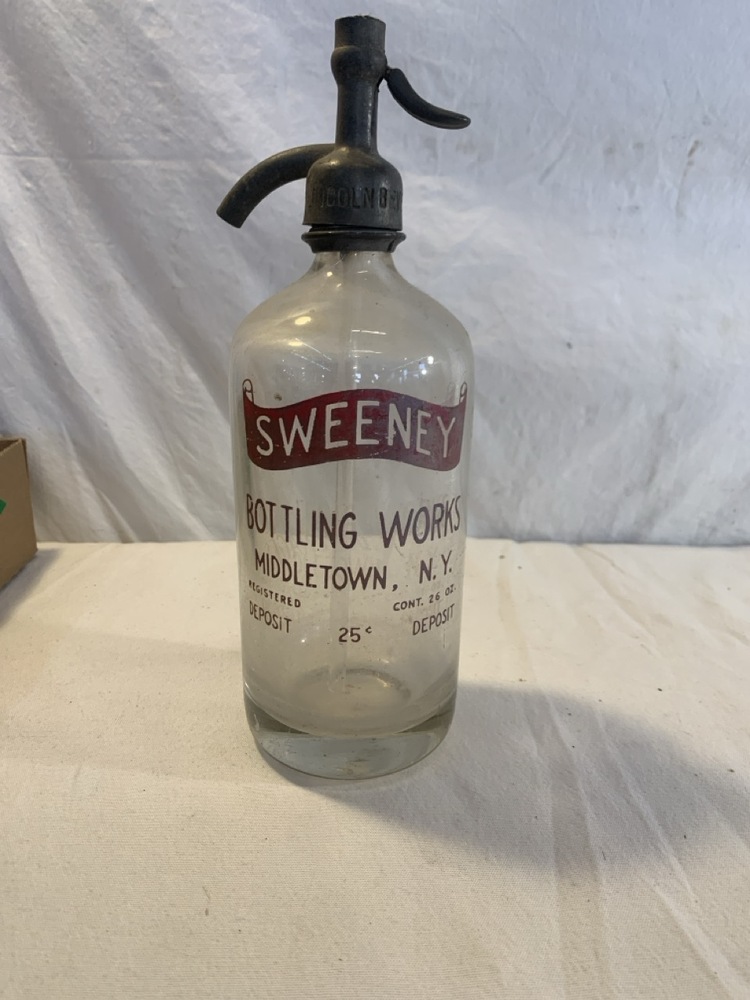 SWEENEY
BOTTLING WORKS
MIDDLETOWN, N.Y.
REGISTERED CONT. 26 OZ.
DEPOSIT 25¢ DEPOSIT